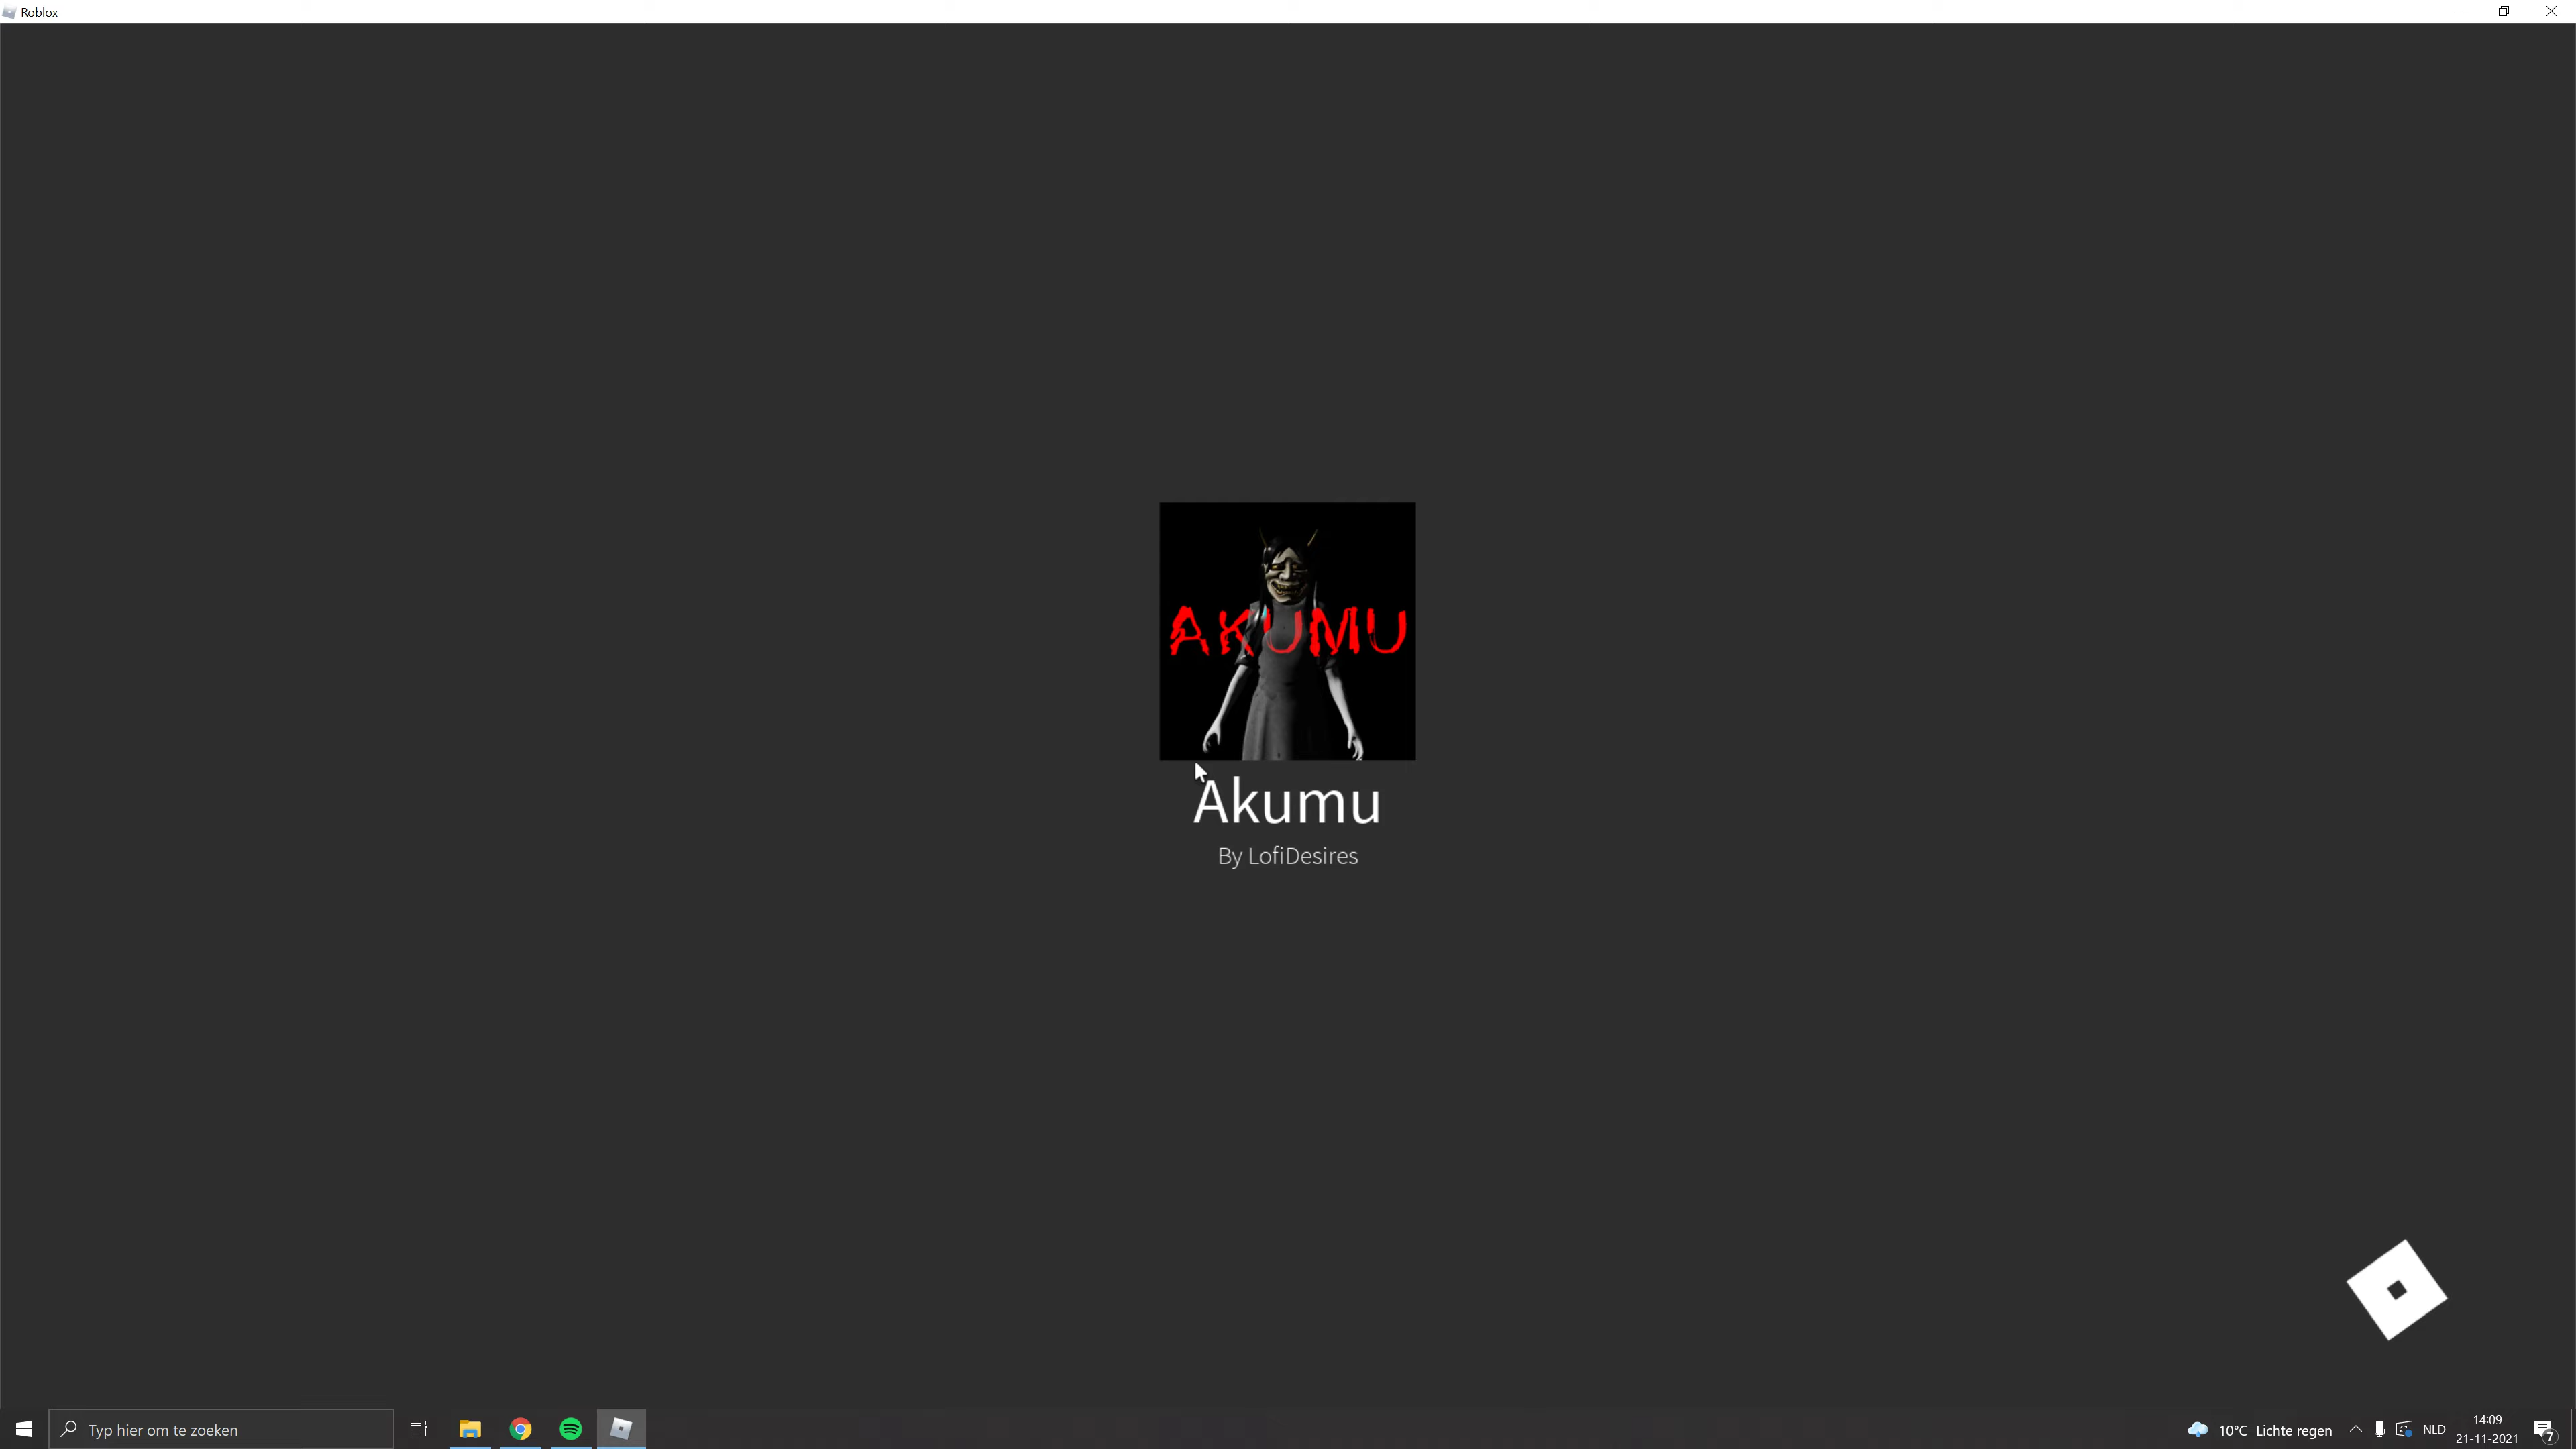 Roblox
AKUMU
Akumu
By LofiDesires
Typ hier om te zoeken
10°C Lichte regen
NLD
14:09
21-11-2021
7